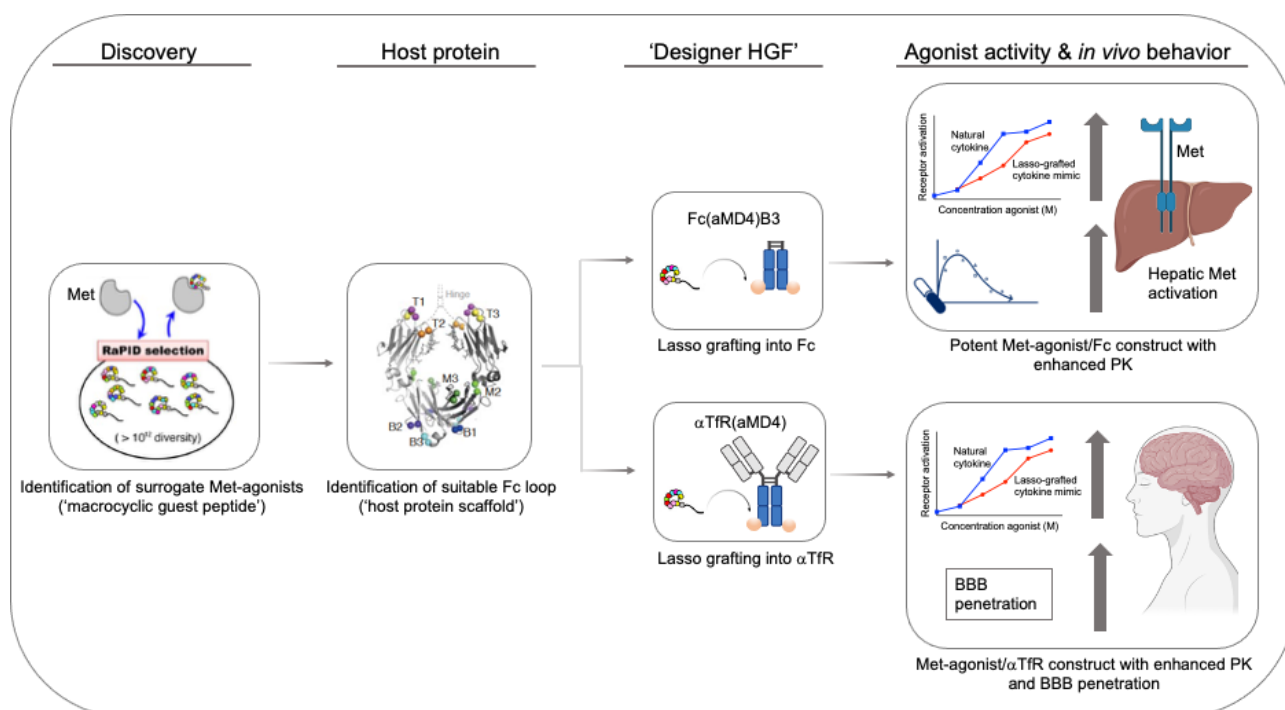 Discovery
Host protein
'Designer HGF'
Agonist activity & in vivo behavior
Met
RaPID selection
( > 10¹² diversity)
Identification of surrogate Met-agonists
('macrocyclic guest peptide')
Hinge
T1
T2
T3
M3
M2
B2
B3
B1
Identification of suitable Fc loop
('host protein scaffold')
Fc(aMD4)B3
Lasso grafting into Fc
αTfR(aMD4)
Lasso grafting into αTfR
Receptor activation
Natural
cytokine
Lasso-grafted
cytokine mimic
Concentration agonist (M)
Met
Hepatic Met
activation
Potent Met-agonist/Fc construct with
enhanced PK
Receptor activation
Natural
cytokine
Lasso-grafted
cytokine mimic
Concentration agonist (M)
BBB
penetration
Met-agonist/αTfR construct with enhanced PK
and BBB penetration